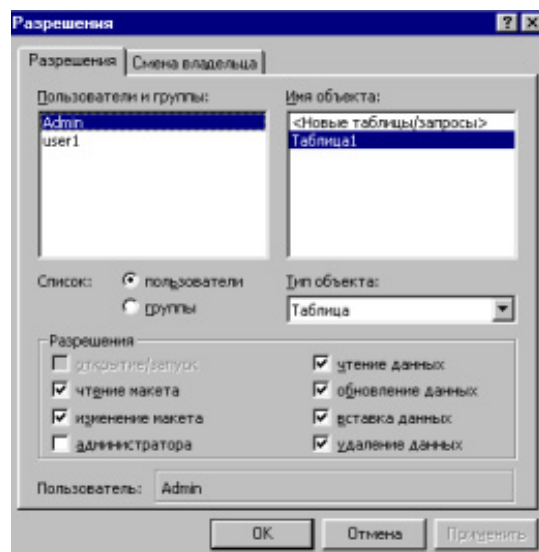 Разрешения
Разрешения Смена владельца
Пользователи и группы: Имя объекта:
Admin <Новые таблицы/запросы>
user1 Таблица1
Список: пользователи Тип объекта:
группы Таблица
Разрешения
открытие/запуск чтение данных
чтение макета обновление данных
изменение макета вставка данных
администратора удаление данных
Пользователь: Admin
OK Отмена Применить